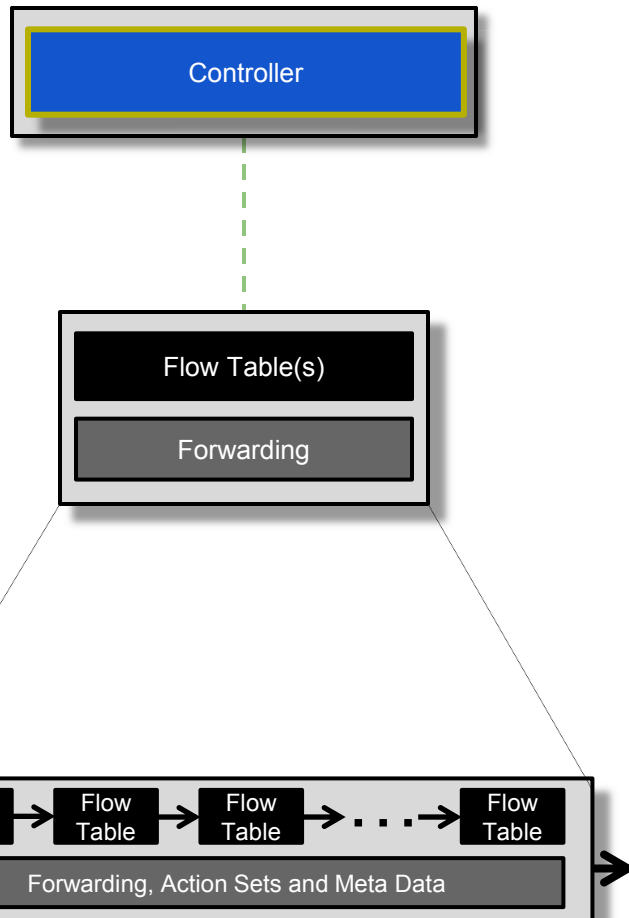 Controller
Flow Table(s)
Forwarding
Flow
Table
Flow
Table
. . .
Flow
Table
Forwarding, Action Sets and Meta Data